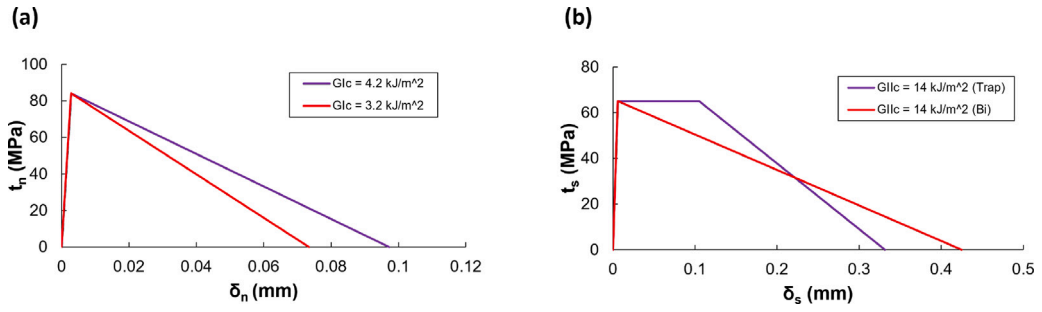 (a)
100
80
60
40
20
0
t_n (MPa)
GIc = 4.2 kJ/m^2
GIc = 3.2 kJ/m^2
0 0.02 0.04 0.06 0.08 0.1 0.12
δ_n (mm)
(b)
80
60
40
20
0
t_s (MPa)
GIIc = 14 kJ/m^2 (Trap)
GIIc = 14 kJ/m^2 (Bi)
0 0.1 0.2 0.3 0.4 0.5
δ_s (mm)